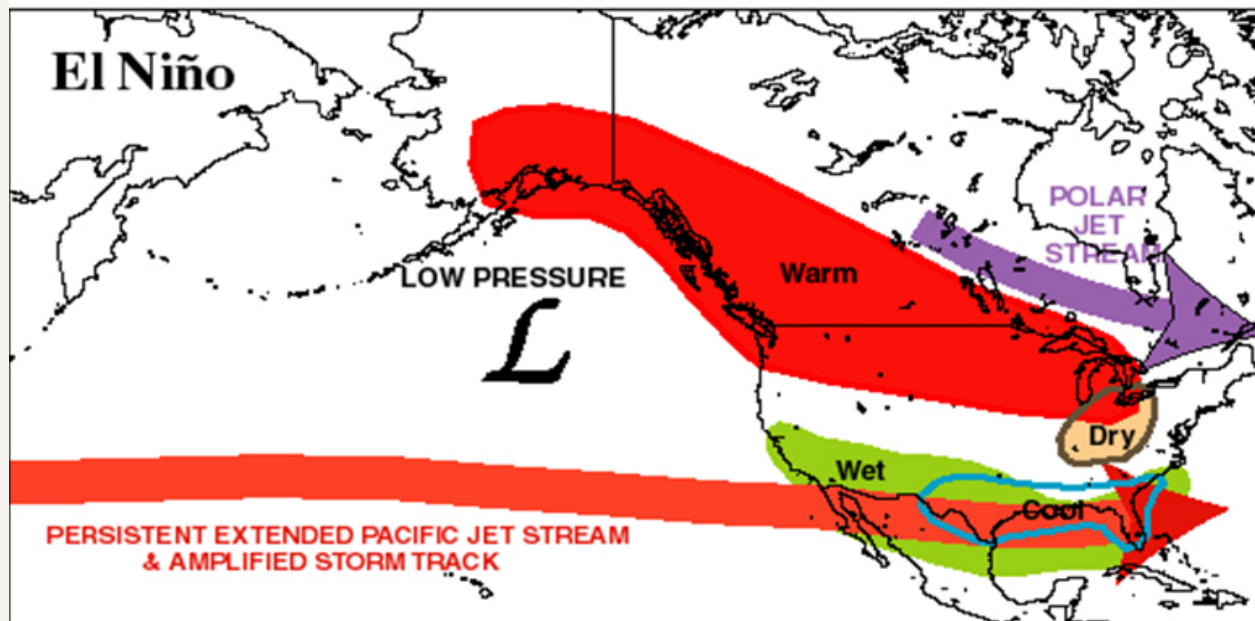 El Niño
POLAR
JET
STREAM
LOW PRESSURE
Warm
L
Dry
Wet
Cool
PERSISTENT EXTENDED PACIFIC JET STREAM
& AMPLIFIED STORM TRACK